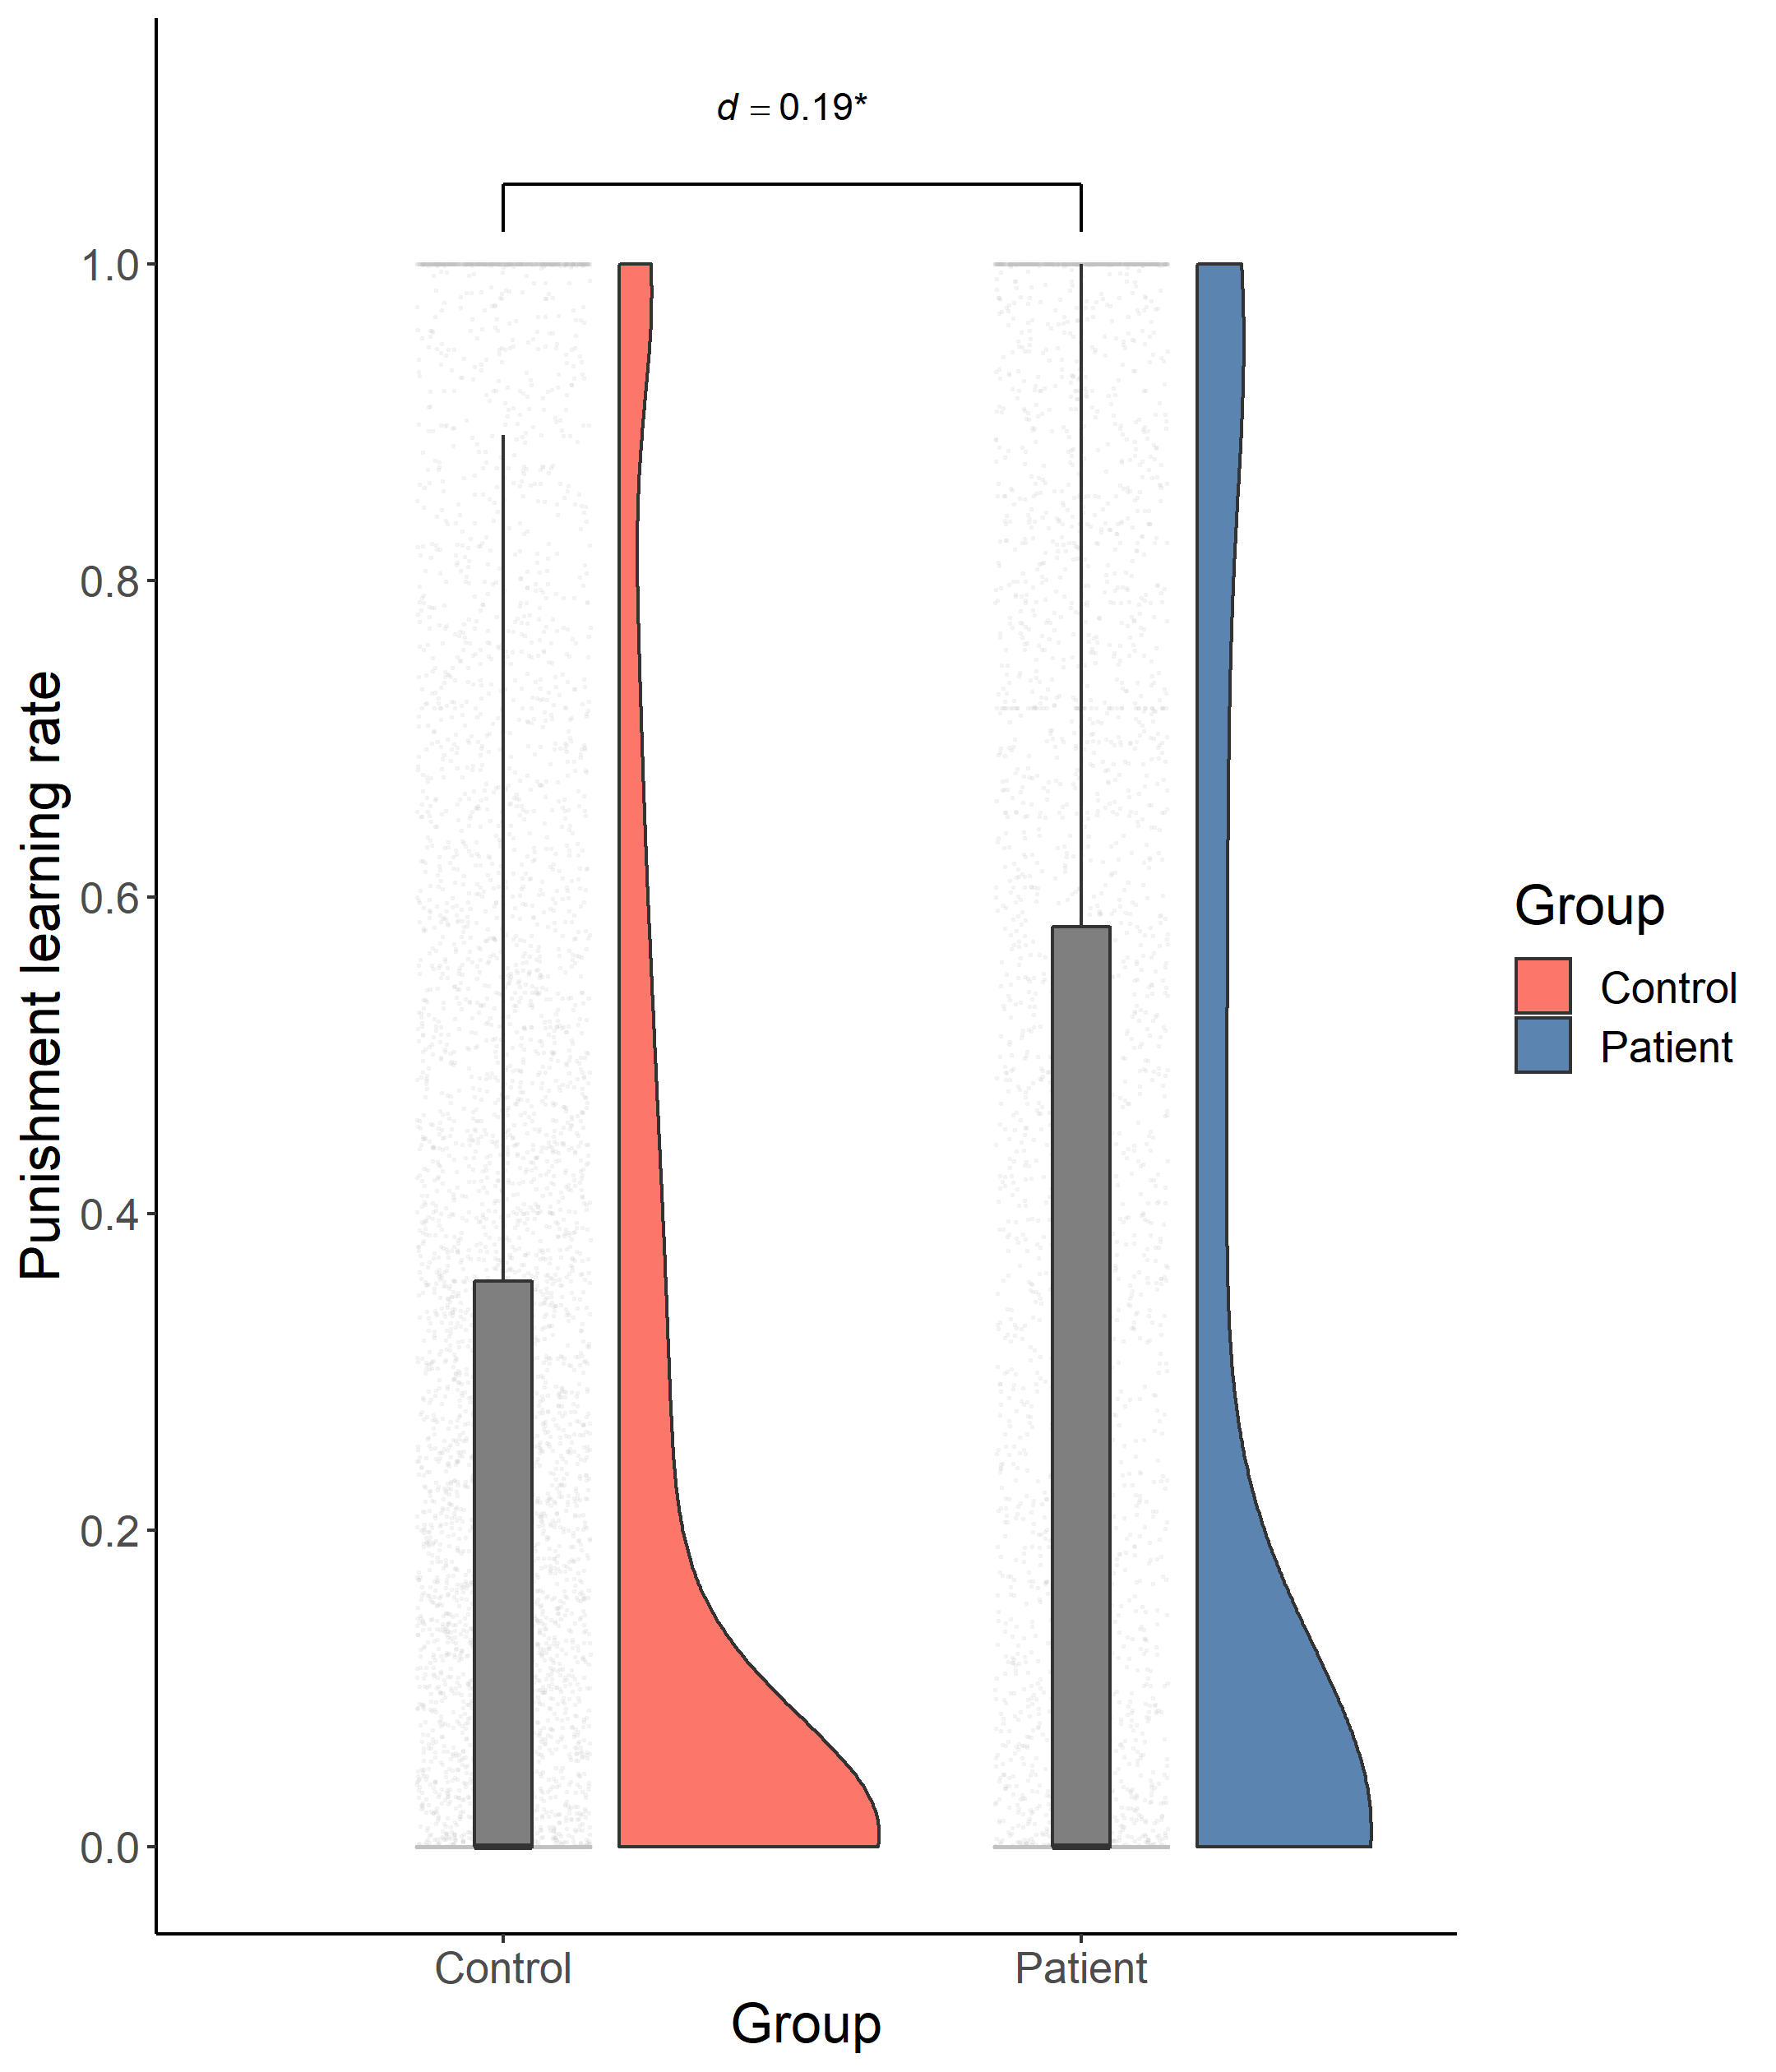 d = 0.19*
1.0
0.8
0.6
0.4
0.2
0.0
Punishment learning rate
Control
Patient
Group
Group
Control
Patient